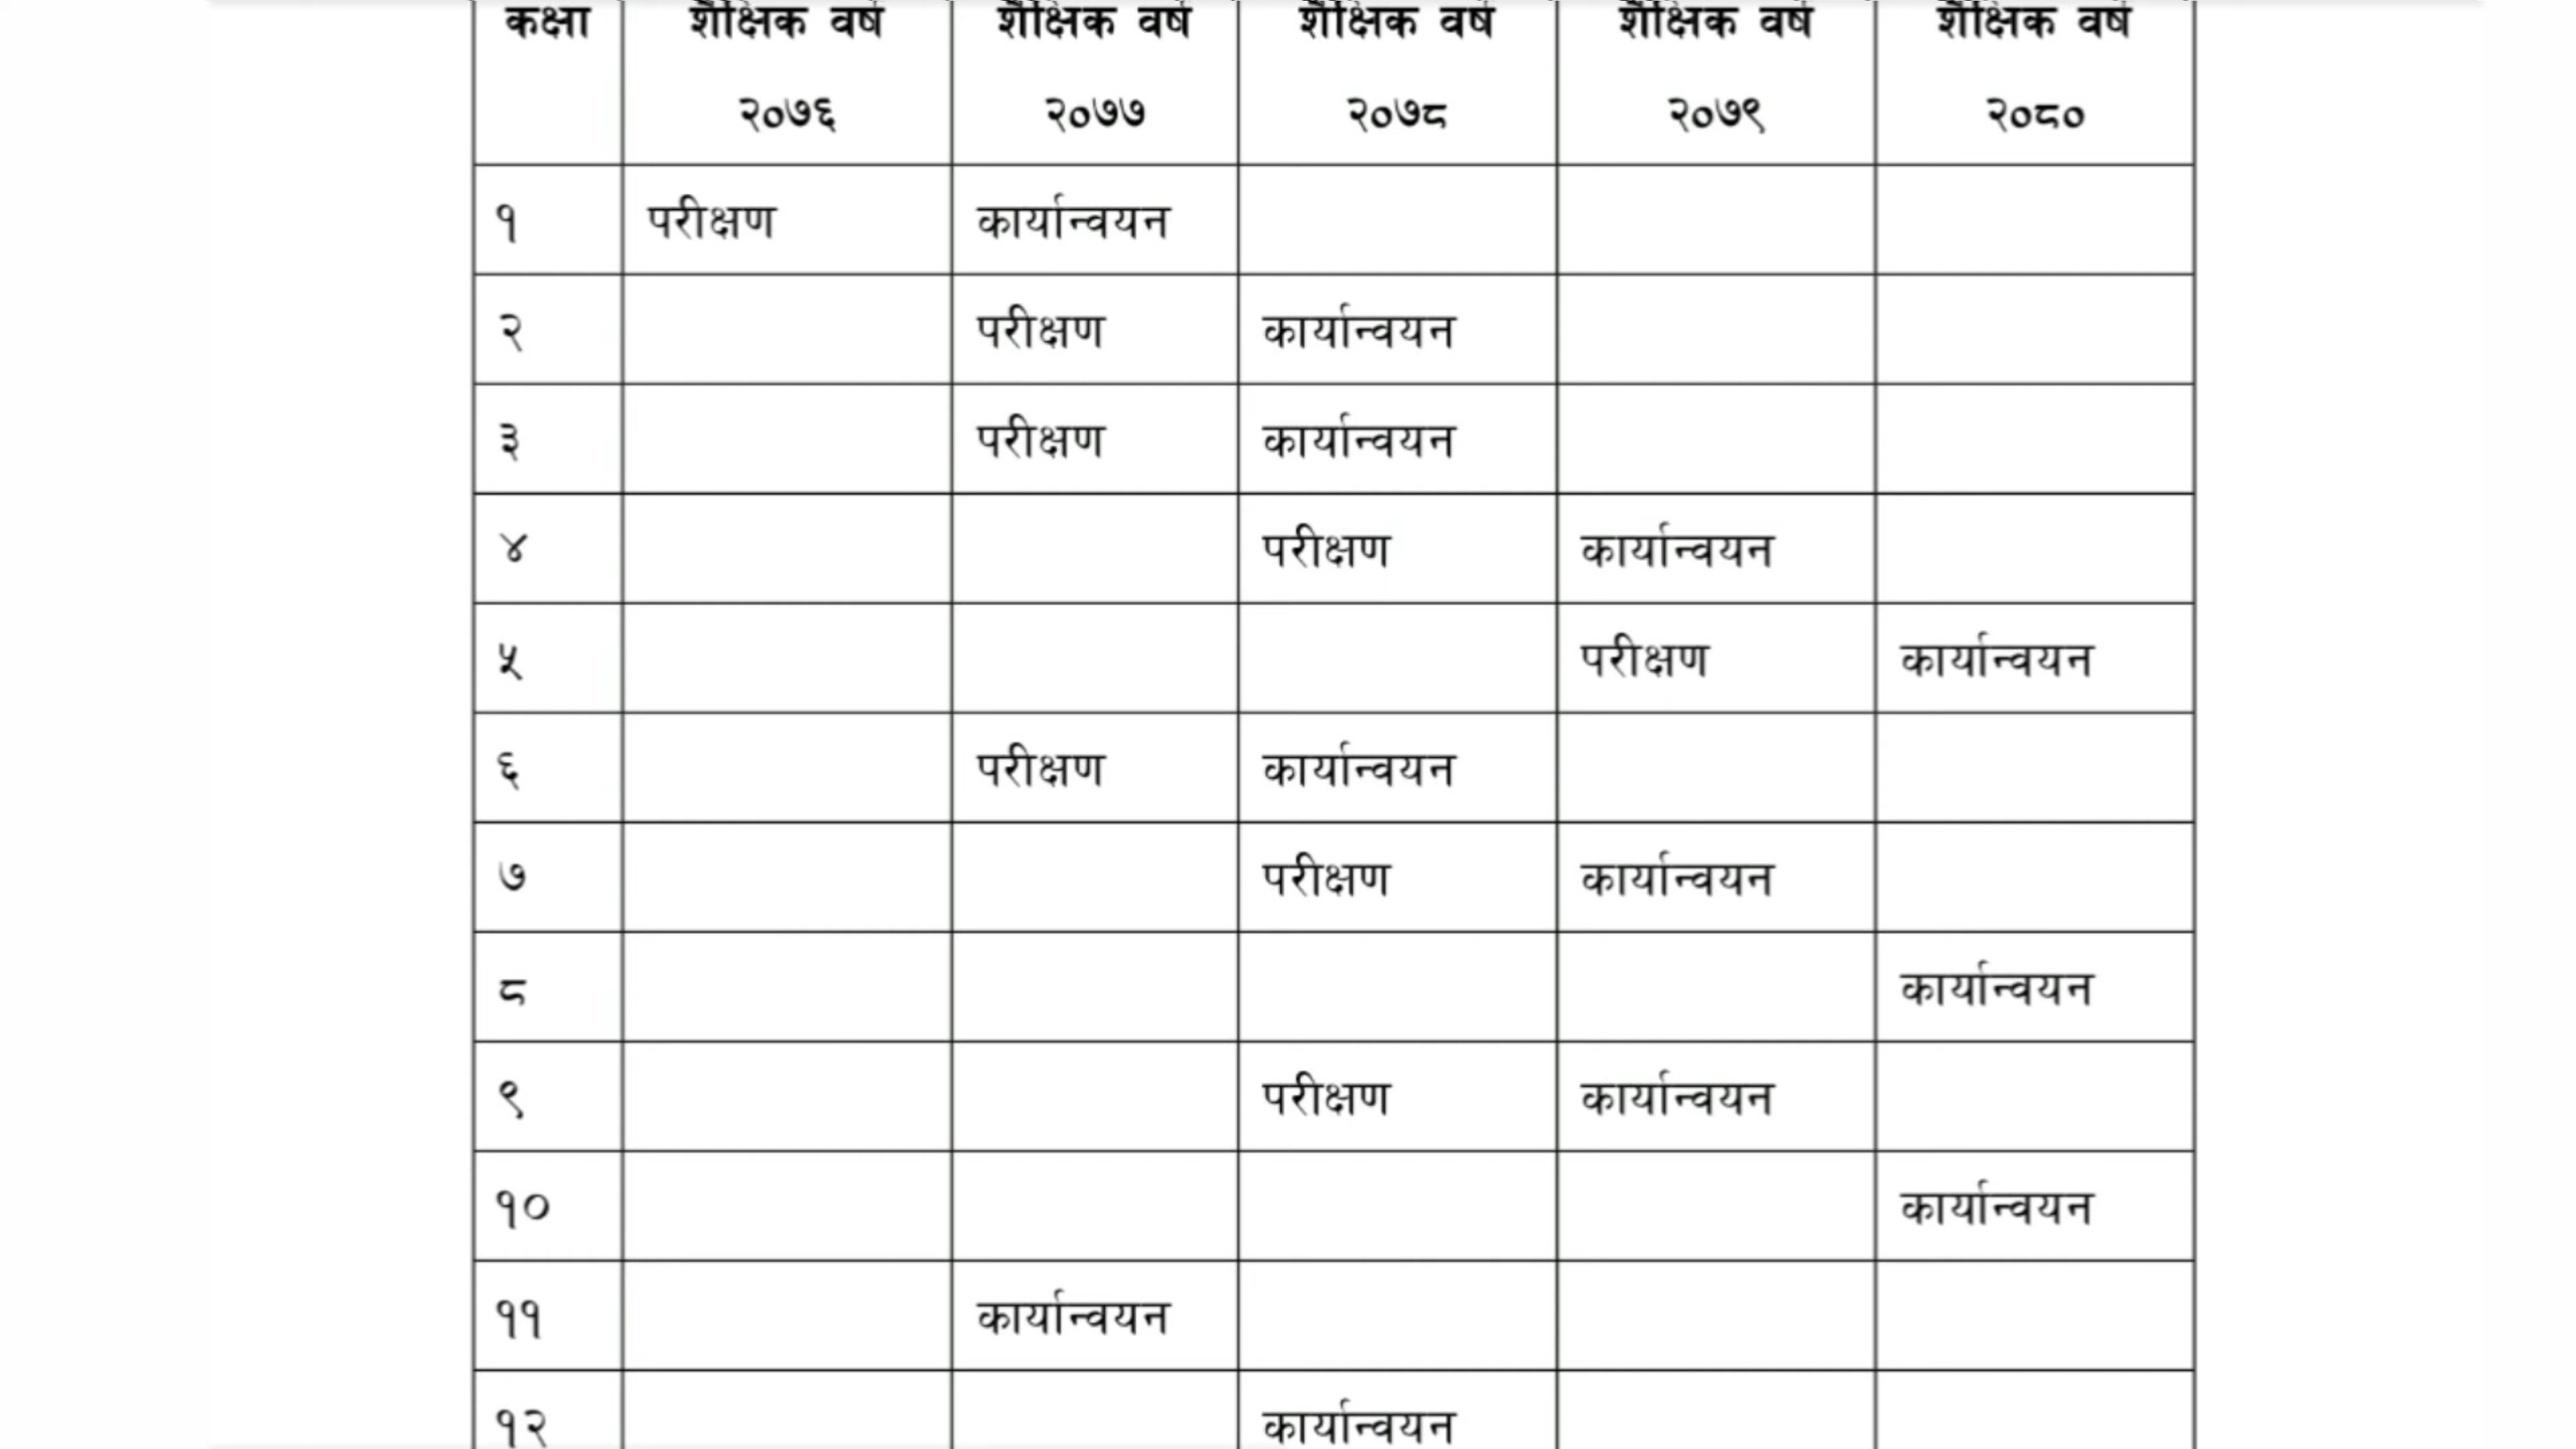 कक्षा शैक्षिक वर्ष शैक्षिक वर्ष शैक्षिक वर्ष शैक्षिक वर्ष शैक्षिक वर्ष
२०७६ २०७७ २०७८ २०७९ २०८०
१ परीक्षण कार्यान्वयन
२ परीक्षण कार्यान्वयन
३ परीक्षण कार्यान्वयन
४ परीक्षण कार्यान्वयन
५ परीक्षण कार्यान्वयन
६ परीक्षण कार्यान्वयन
७ परीक्षण कार्यान्वयन
८ कार्यान्वयन
९ परीक्षण कार्यान्वयन
१० कार्यान्वयन
११ कार्यान्वयन
१२ कार्यान्वयन